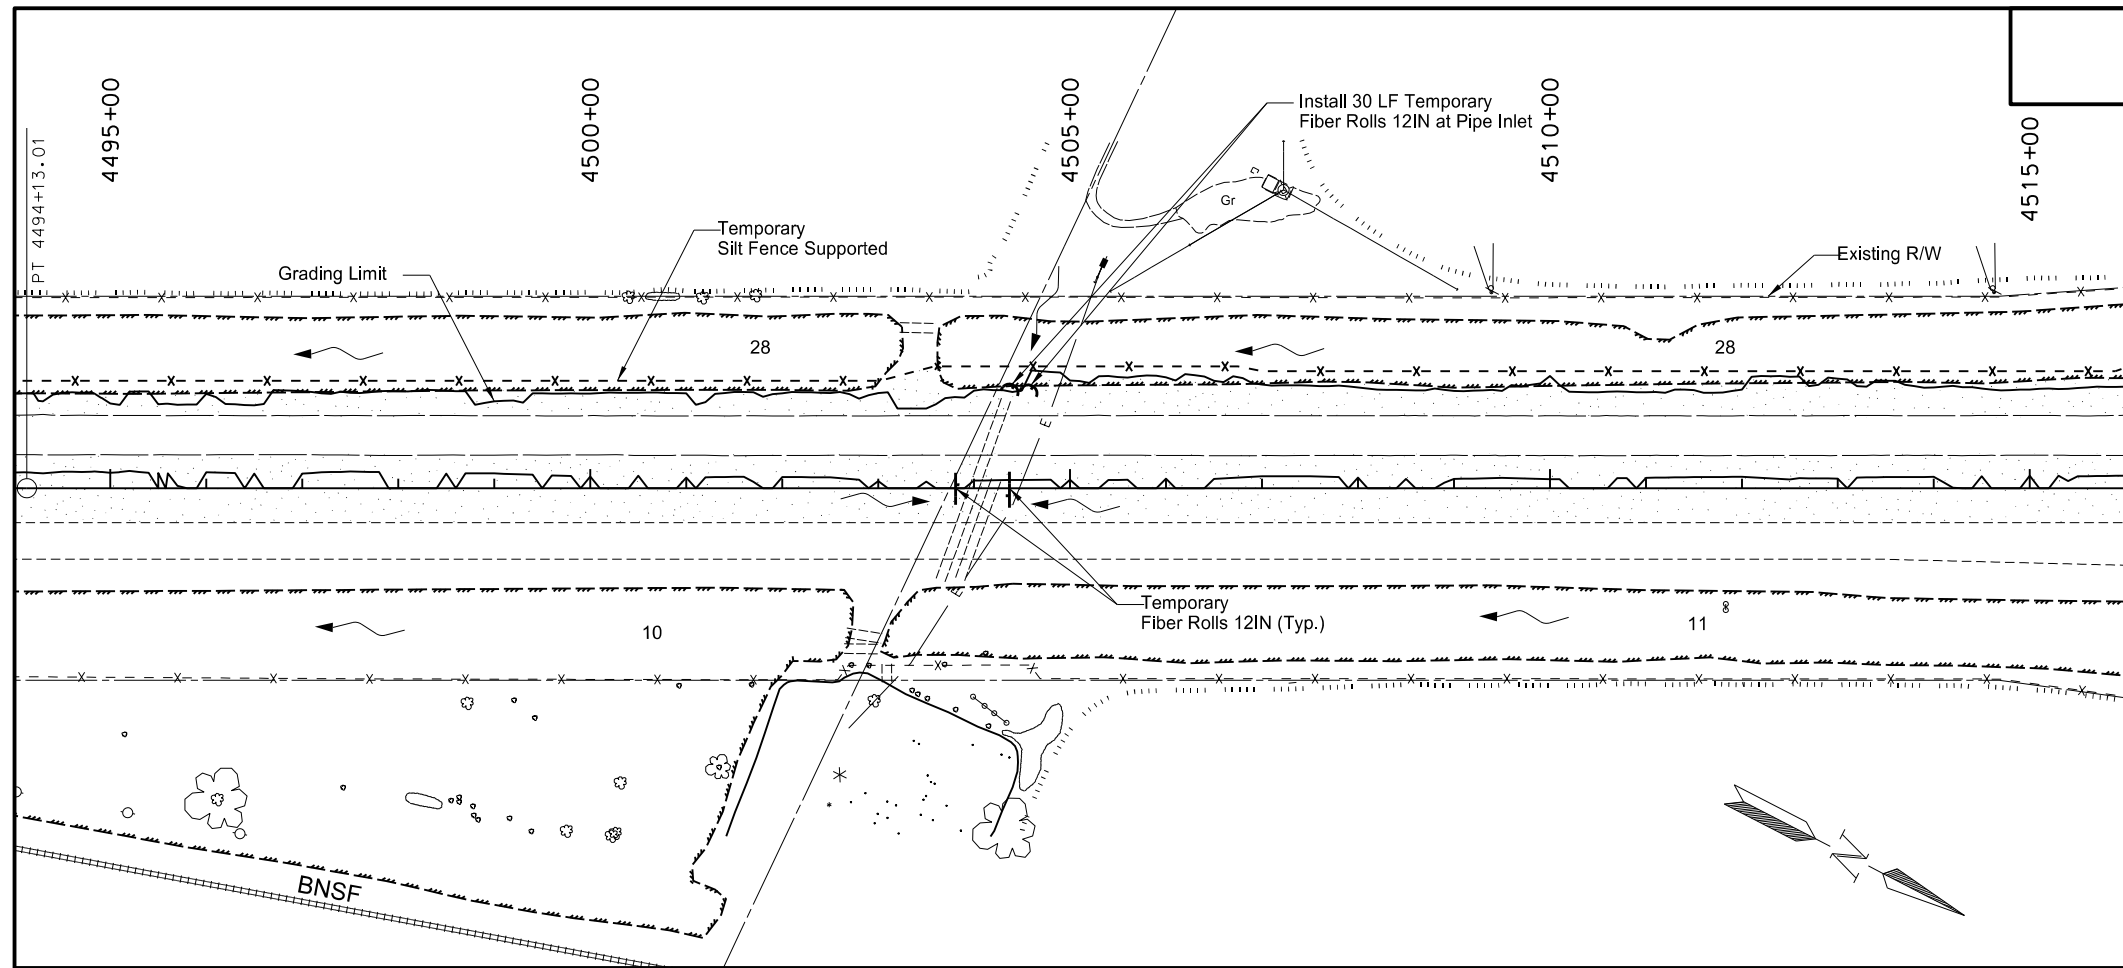 4495+00
4500+00
4505+00
4510+00
4515+00
PT 4494+13.01
Install 30 LF Temporary
Fiber Rolls 12IN at Pipe Inlet
Gr
Temporary
Silt Fence Supported
Grading Limit
Existing R/W
28
28
E
Temporary
Fiber Rolls 12IN (Typ.)
E
10
11
BNSF
N